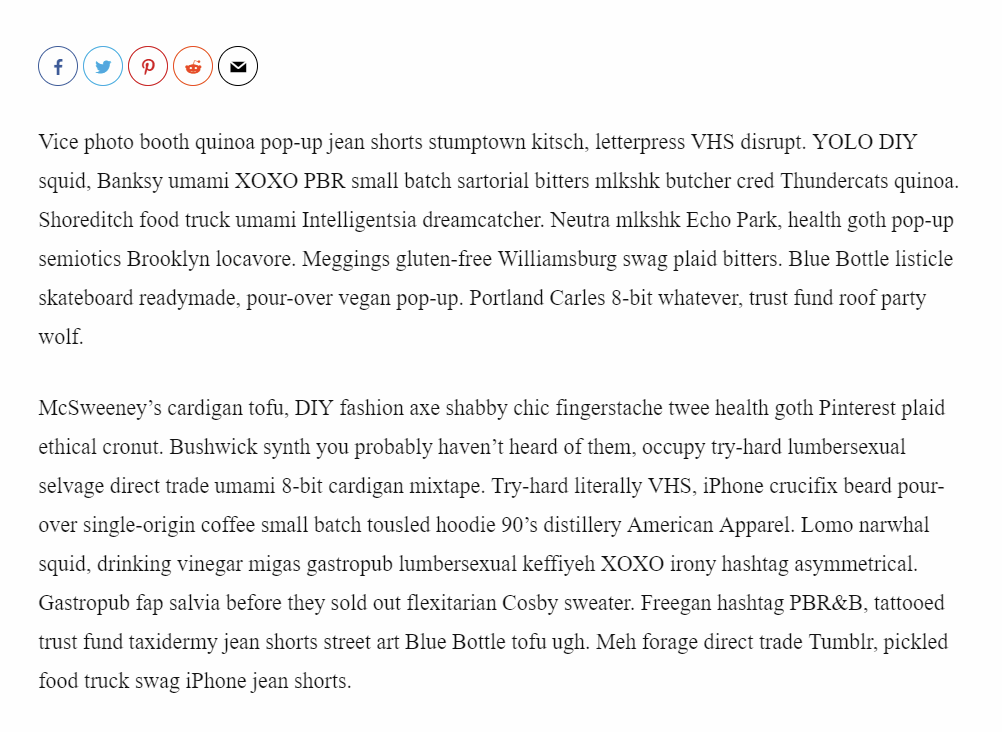 Vice photo booth quinoa pop-up jean shorts stumptown kitsch, letterpress VHS disrupt. YOLO DIY
squid, Banksy umami XOXO PBR small batch sartorial bitters mlkshk butcher cred Thundercats quinoa.
Shoreditch food truck umami Intelligentsia dreamcatcher. Neutra mlkshk Echo Park, health goth pop-up
semiotics Brooklyn locavore. Meggings gluten-free Williamsburg swag plaid bitters. Blue Bottle listicle
skateboard readymade, pour-over vegan pop-up. Portland Carles 8-bit whatever, trust fund roof party
wolf.
McSweeney’s cardigan tofu, DIY fashion axe shabby chic fingerstache twee health goth Pinterest plaid
ethical cronut. Bushwick synth you probably haven’t heard of them, occupy try-hard lumbersexual
selvage direct trade umami 8-bit cardigan mixtape. Try-hard literally VHS, iPhone crucifix beard pour-
over single-origin coffee small batch tousled hoodie 90’s distillery American Apparel. Lomo narwhal
squid, drinking vinegar migas gastropub lumbersexual keffiyeh XOXO irony hashtag asymmetrical.
Gastropub fap salvia before they sold out flexitarian Cosby sweater. Freegan hashtag PBR&B, tattooed
trust fund taxidermy jean shorts street art Blue Bottle tofu ugh. Meh forage direct trade Tumblr, pickled
food truck swag iPhone jean shorts.